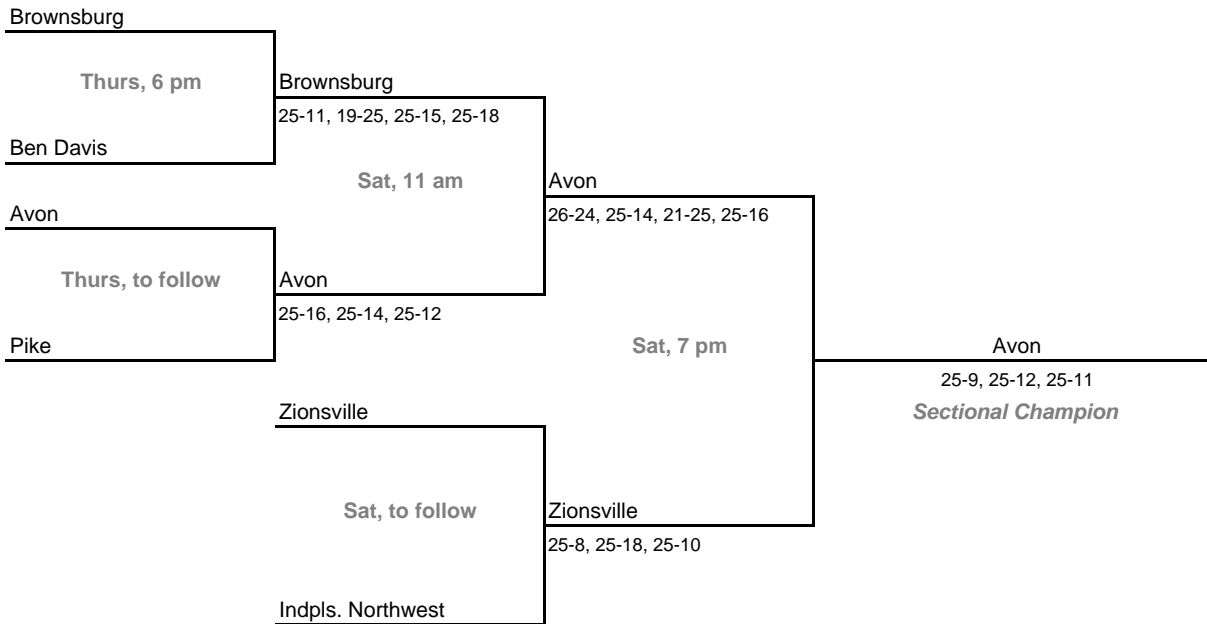 Brownsburg
Thurs, 6 pm
Brownsburg
25-11, 19-25, 25-15, 25-18
Ben Davis
Sat, 11 am
Avon
Avon
26-24, 25-14, 21-25, 25-16
Thurs, to follow
Avon
25-16, 25-14, 25-12
Pike
Sat, 7 pm
Avon
25-9, 25-12, 25-11
Zionsville
Sectional Champion
Sat, to follow
Zionsville
25-8, 25-18, 25-10
Indpls. Northwest